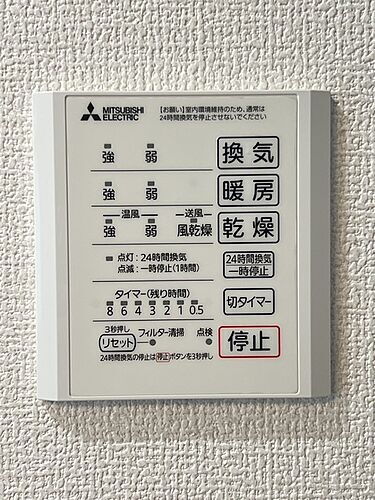 MITSUBISHI
ELECTRIC
【お願い】室内環境維持のため、通常は
24時間換気を停止させないでください
強 弱 換気
強 弱 暖房
温風 送風
強 弱 風乾燥 乾燥
点灯:24時間換気
点滅:一時停止(1時間)
24時間換気
一時停止
タイマー(残り時間)
8 6 4 3 2 1 0.5
切タイマー
3秒押し
リセット フィルター清掃 点検
24時間換気の停止は停止ボタンを3秒押し
停止